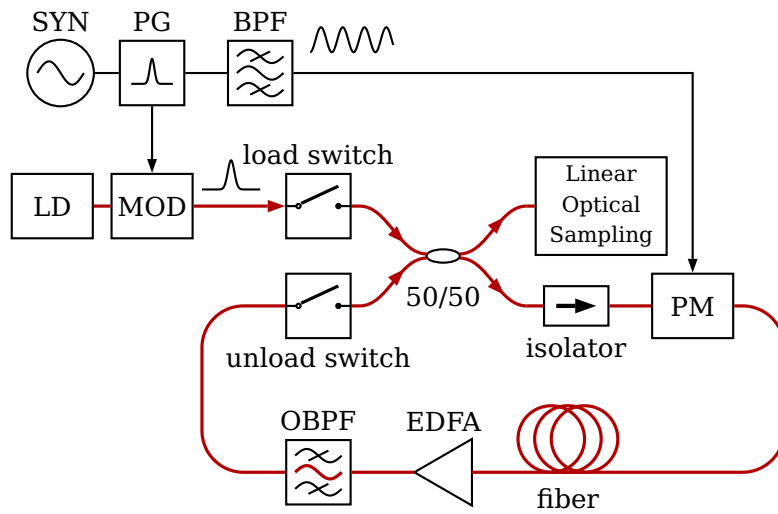 SYN
PG
BPF
load switch
LD
MOD
Linear
Optical
Sampling
50/50
PM
isolator
unload switch
OBPF
EDFA
fiber